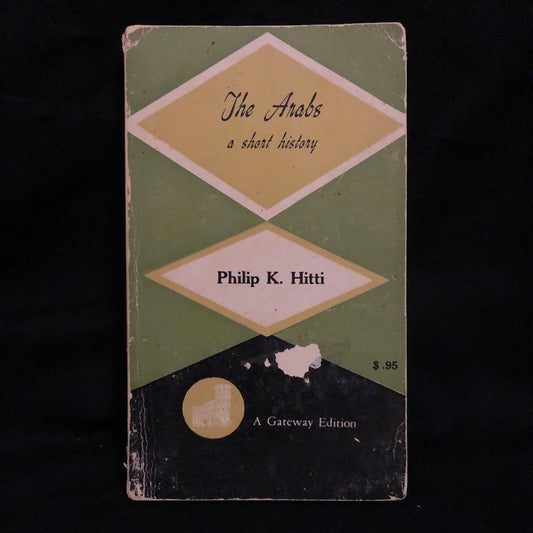 The Arabs
a short history
Philip K. Hitti
$ .95
A Gateway Edition